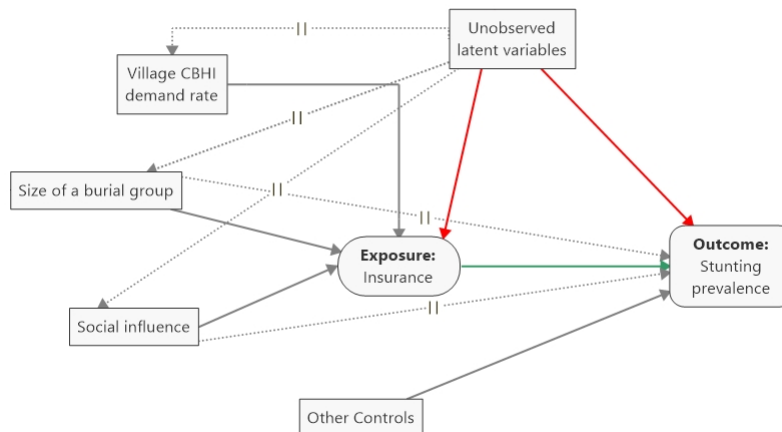 Unobserved
latent variables
Village CBHI
demand rate
Size of a burial group
Exposure:
Insurance
Outcome:
Stunting
prevalence
Social influence
Other Controls